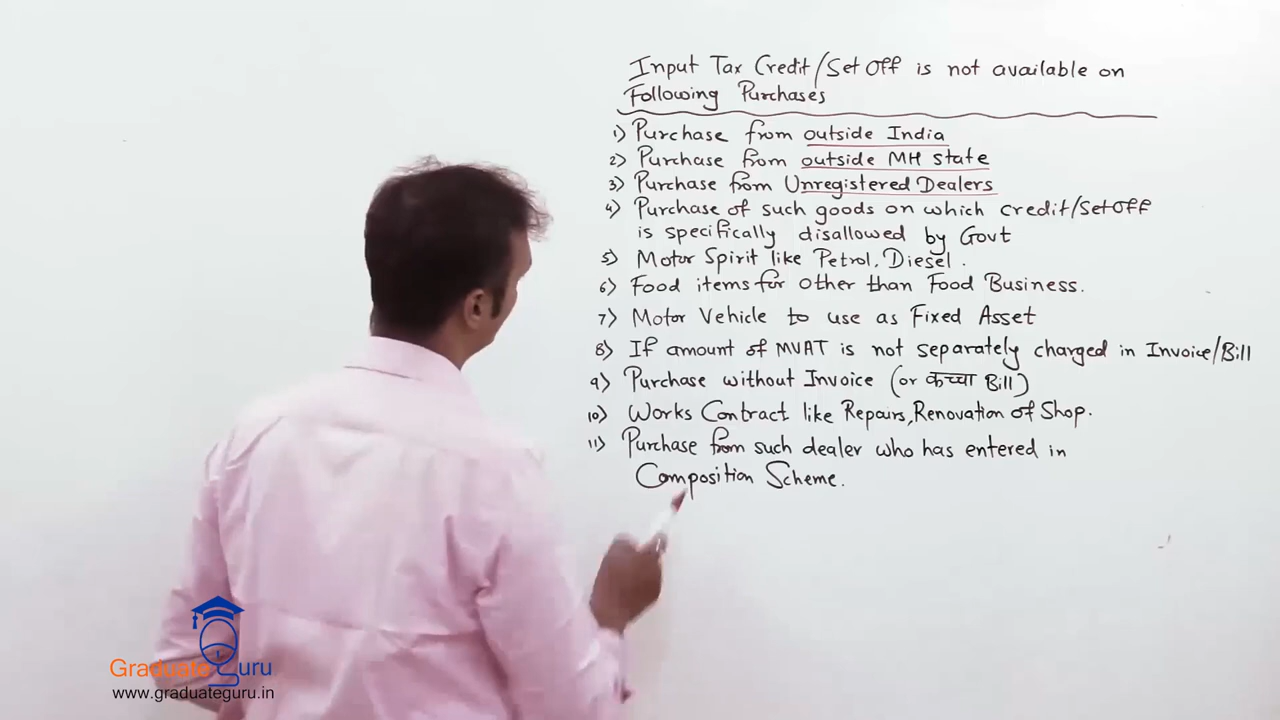 Input Tax Credit/Set Off is not available on
Following Purchases
1) Purchase from outside India
2) Purchase from outside MH state
3) Purchase from Unregistered Dealers
4) Purchase of such goods on which credit/setoff
is specifically disallowed by Govt
5) Motor Spirit like Petrol, Diesel.
6) Food items for other than Food Business.
7) Motor Vehicle to use as Fixed Asset
8) If amount of MVAT is not separately charged in Invoice/Bill
9) Purchase without Invoice (or कच्चा Bill)
10) Works Contract like Repairs, Renovation of Shop.
11) Purchase from such dealer who has entered in
Composition Scheme.
Graduate Guru
www.graduateguru.in